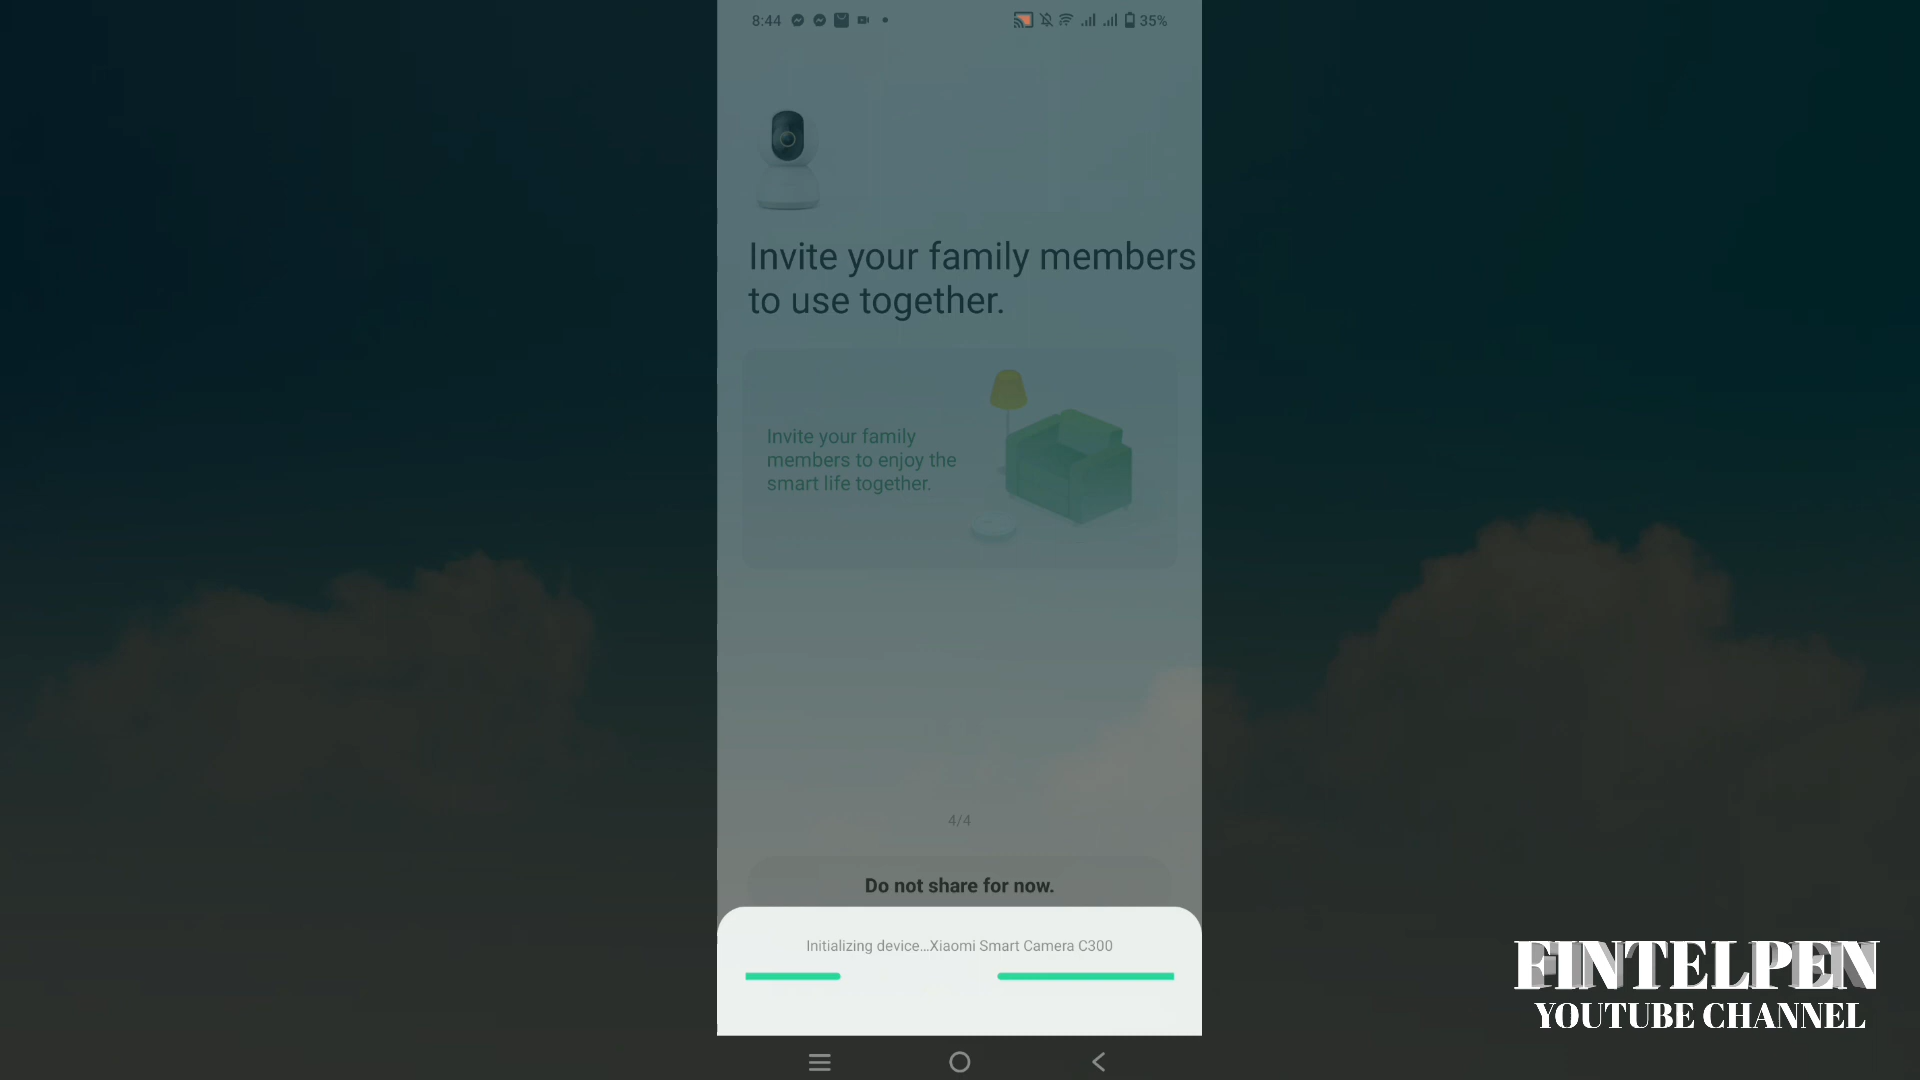 8:44
35%
Invite your family members
to use together.
Invite your family
members to enjoy the
smart life together.
4/4
Do not share for now.
Initializing device...Xiaomi Smart Camera C300
FINTELPEN
YOUTUBE CHANNEL